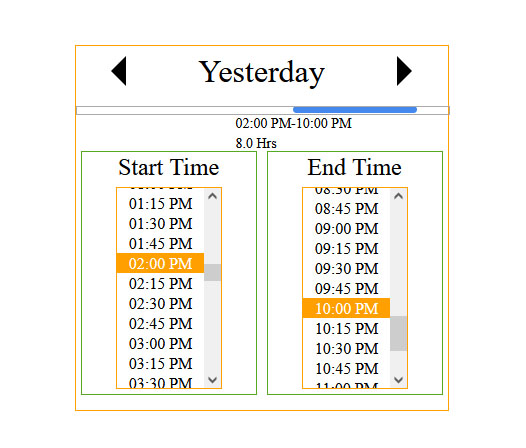 Yesterday
02:00 PM-10:00 PM
8.0 Hrs
Start Time
01:15 PM
01:30 PM
01:45 PM
02:00 PM
02:15 PM
02:30 PM
02:45 PM
03:00 PM
03:15 PM
03:30 PM
End Time
08:30 PM
08:45 PM
09:00 PM
09:15 PM
09:30 PM
09:45 PM
10:00 PM
10:15 PM
10:30 PM
10:45 PM
11:00 PM